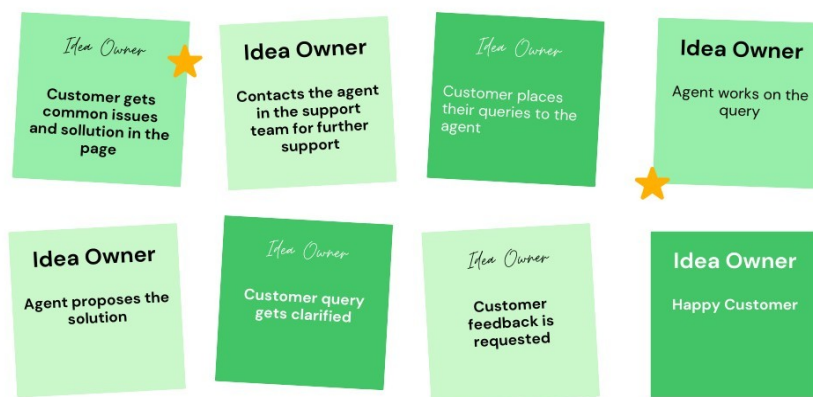 Idea Owner
Customer gets
common issues
and sollution in the
page
Idea Owner
Contacts the agent
in the support
team for further
support
Idea Owner
Customer places
their queries to the
agent
Idea Owner
Agent works on the
query
Idea Owner
Agent proposes the
solution
Idea Owner
Customer query
gets clarified
Idea Owner
Customer
feedback is
requested
Idea Owner
Happy Customer